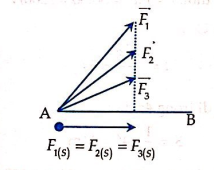 F₁
F₂
F₃
A
B
F₁₍ₛ₎ = F₂₍ₛ₎ = F₃₍ₛ₎